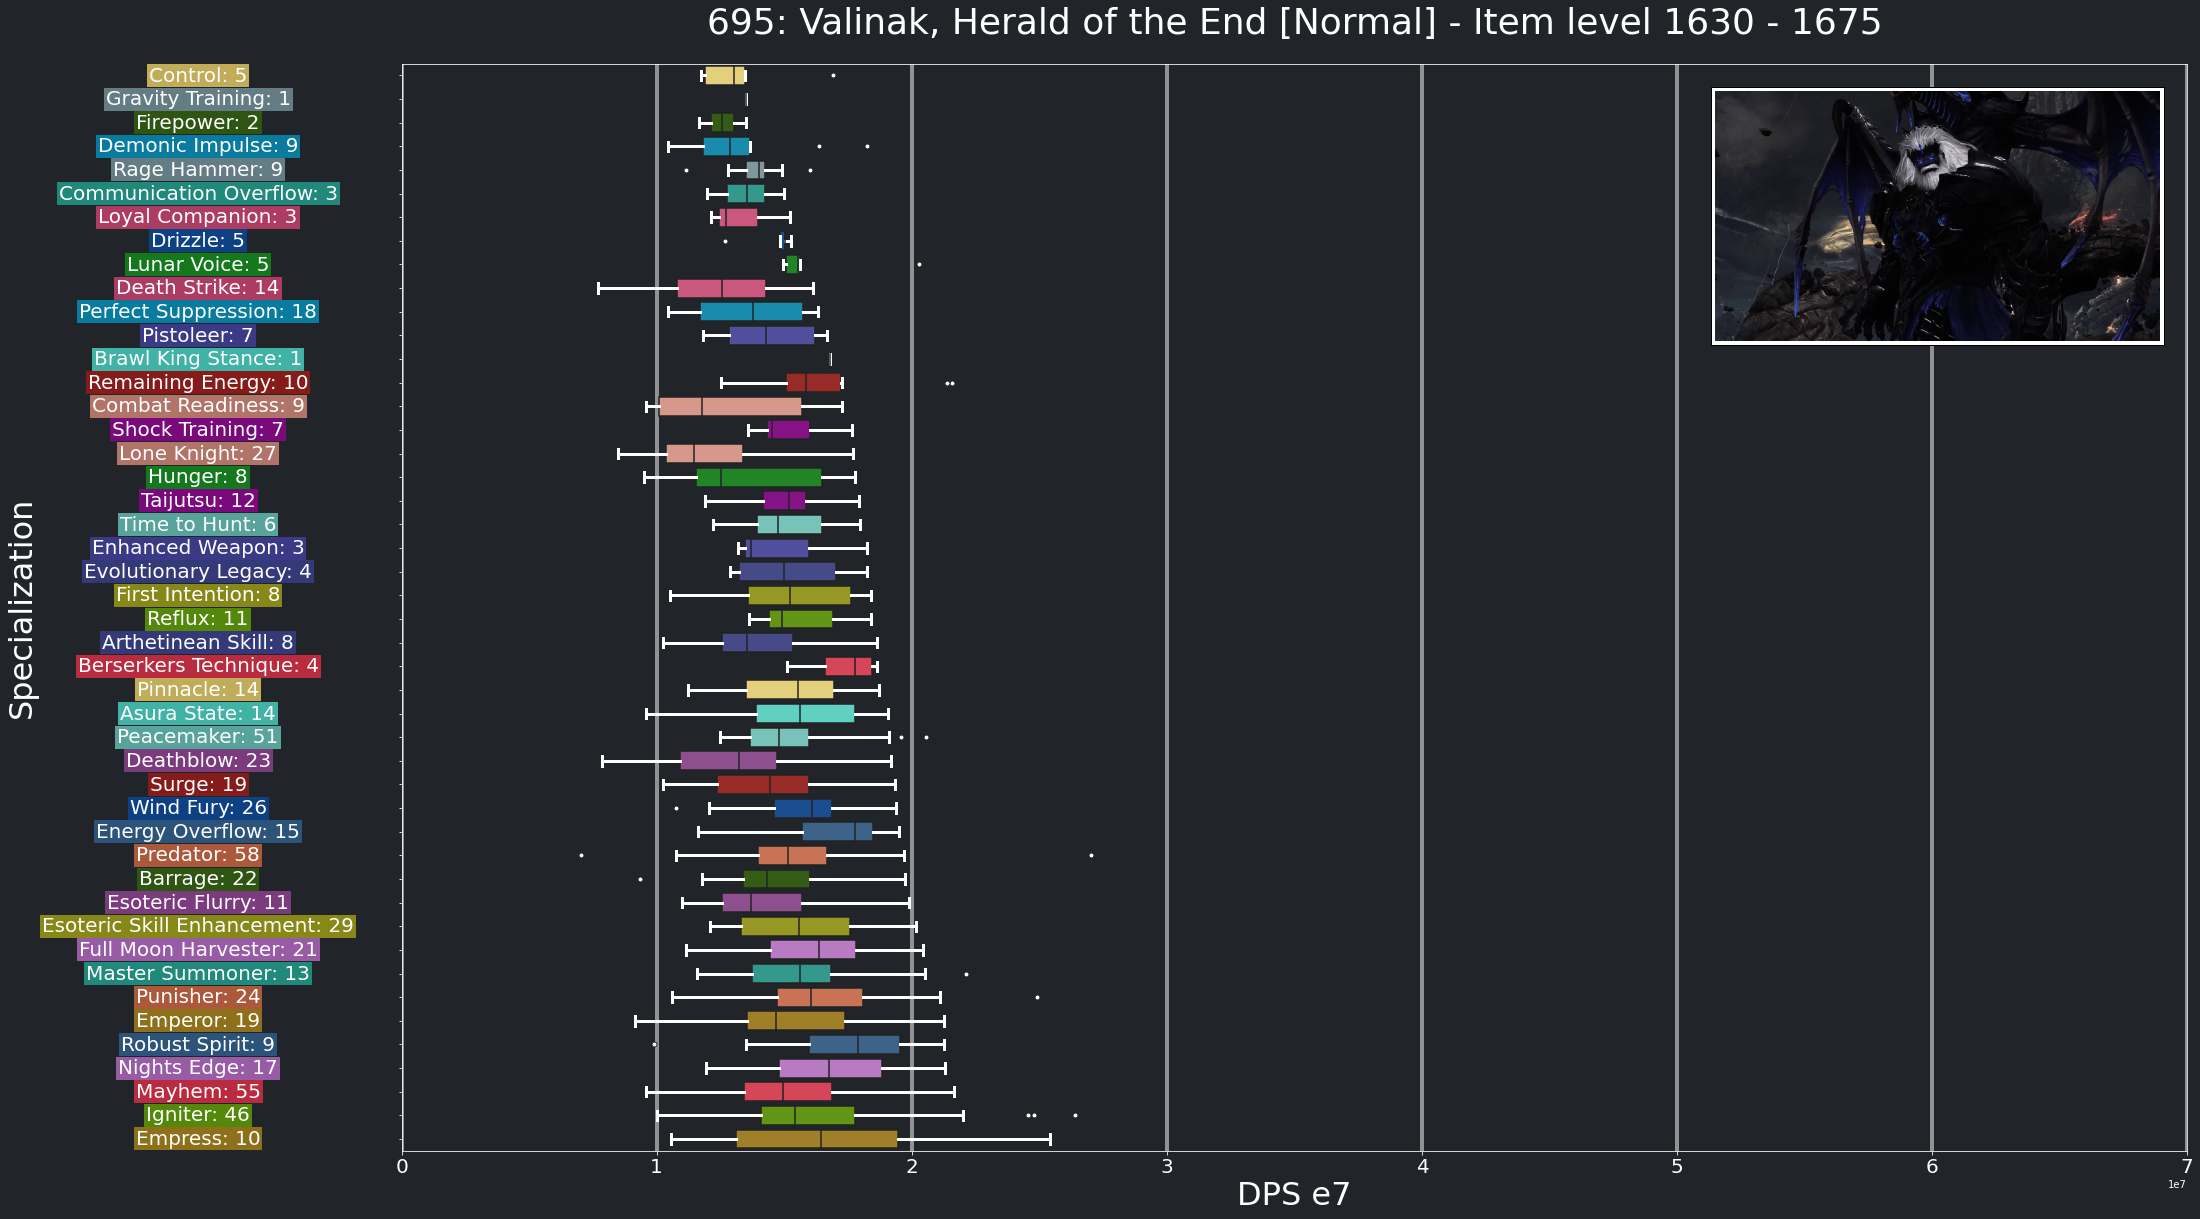 695: Valinak, Herald of the End [Normal] - Item level 1630 - 1675
Control: 5
Gravity Training: 1
Firepower: 2
Demonic Impulse: 9
Rage Hammer: 9
Communication Overflow: 3
Loyal Companion: 3
Drizzle: 5
Lunar Voice: 5
Death Strike: 14
Perfect Suppression: 18
Pistoleer: 7
Brawl King Stance: 1
Remaining Energy: 10
Combat Readiness: 9
Shock Training: 7
Lone Knight: 27
Hunger: 8
Taijutsu: 12
Time to Hunt: 6
Enhanced Weapon: 3
Evolutionary Legacy: 4
First Intention: 8
Reflux: 11
Arthetinean Skill: 8
Berserkers Technique: 4
Pinnacle: 14
Asura State: 14
Peacemaker: 51
Deathblow: 23
Surge: 19
Wind Fury: 26
Energy Overflow: 15
Predator: 58
Barrage: 22
Esoteric Flurry: 11
Esoteric Skill Enhancement: 29
Full Moon Harvester: 21
Master Summoner: 13
Punisher: 24
Emperor: 19
Robust Spirit: 9
Nights Edge: 17
Mayhem: 55
Igniter: 46
Empress: 10
Specialization
0 1 2 3 4 5 6 7
1e7
DPS e7